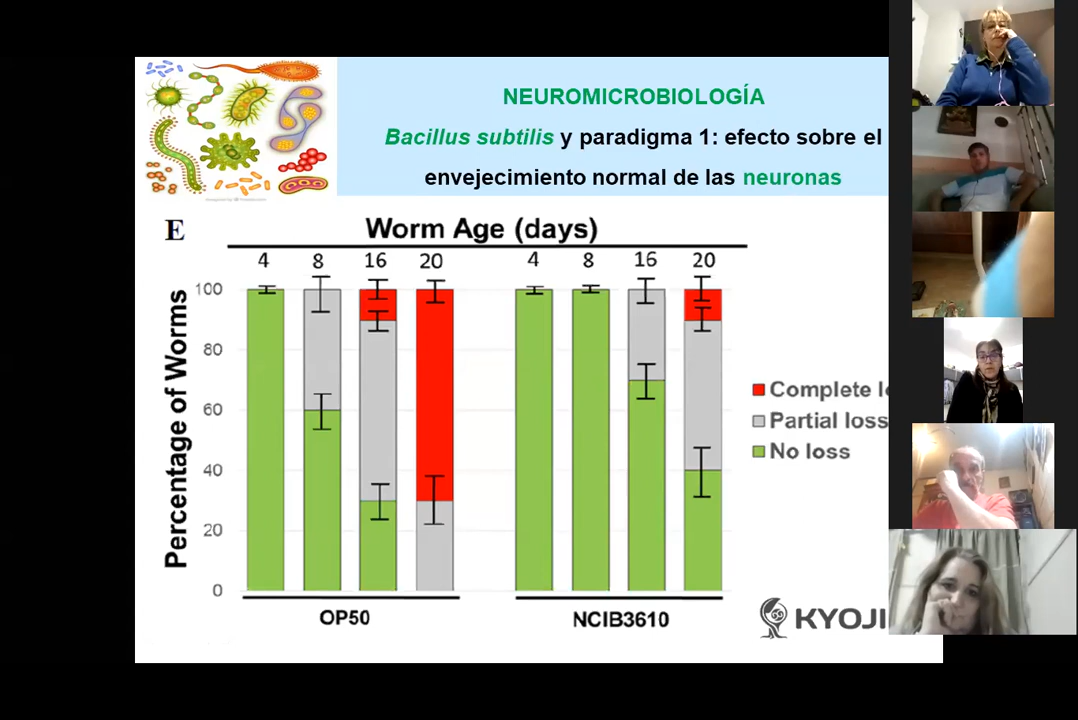 NEUROMICROBIOLOGÍA
Bacillus subtilis y paradigma 1: efecto sobre el
envejecimiento normal de las neuronas
E
Worm Age (days)
4 8 16 20 4 8 16 20
Percentage of Worms
100
80
60
40
20
0
Complete l
Partial loss
No loss
OP50 NCIB3610
KYOJI